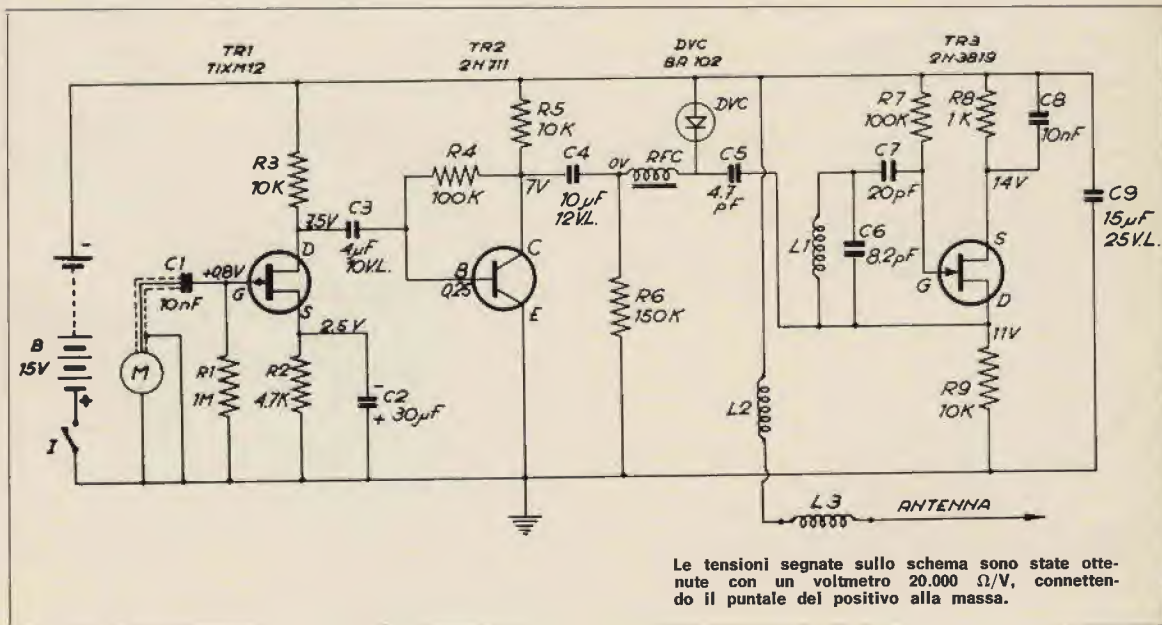 TR1
TIXM12
TR2
2N711
DVC
BA 102
TR3
2N3819
R3
10K
R5
10K
R4
100K
7,5V
C3
4µF
10V.L.
7V
C4
10µF
12V.L.
0V
RFC
DVC
C5
4.7
pF
R7
100K
R8
1K
C8
10nF
C7
20pF
14V
C9
15µF
25V.L.
C1
10nF
+0,8V
G
D
S
2.5V
B
0,25
C
E
R6
150K
L1
C6
8.2pF
G
S
D
11V
B
15V
-
+
I
M
R1
1M
R2
4.7K
-
C2
+ 30µF
L2
R9
10K
L3
ANTENNA
Le tensioni segnate sullo schema sono state otte-
nute con un voltmetro 20.000 Ω/V, connetten-
do il puntale del positivo alla massa.